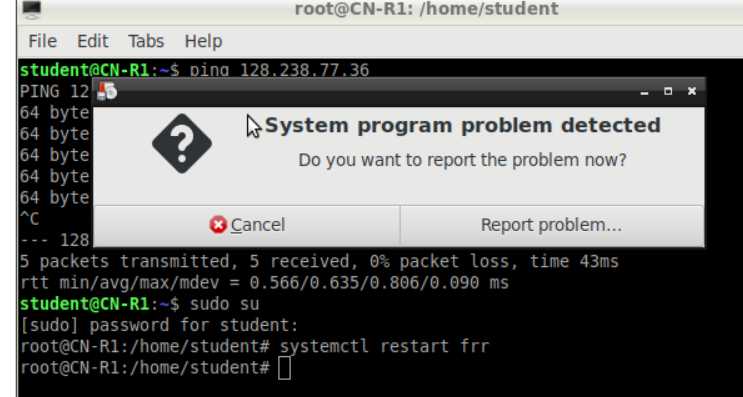 root@CN-R1: /home/student
File Edit Tabs Help
student@CN-R1:~$ ping 128.238.77.36
PING 12
64 byte
64 byte
64 byte
64 byte
64 byte
^C
--- 128
System program problem detected
Do you want to report the problem now?
Cancel
Report problem...
5 packets transmitted, 5 received, 0% packet loss, time 43ms
rtt min/avg/max/mdev = 0.566/0.635/0.806/0.090 ms
student@CN-R1:~$ sudo su
[sudo] password for student:
root@CN-R1:/home/student# systemctl restart frr
root@CN-R1:/home/student#